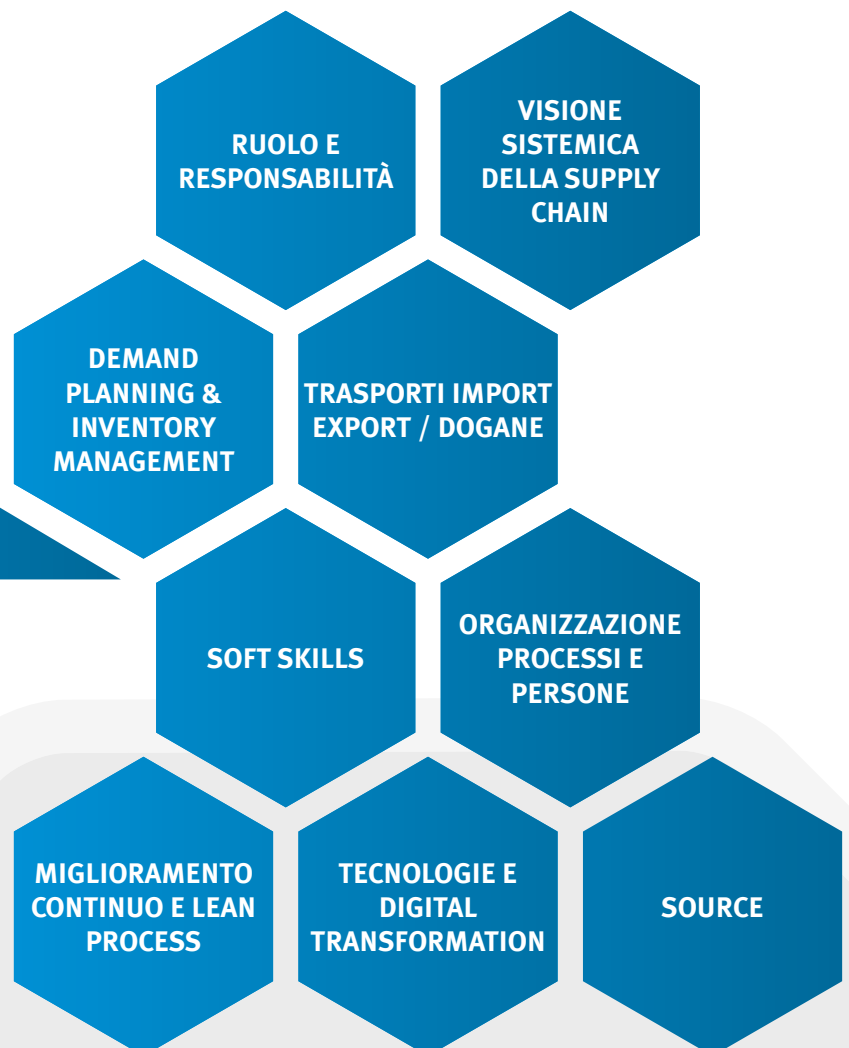 RUOLO E
RESPONSABILITÀ
VISIONE
SISTEMICA
DELLA SUPPLY
CHAIN
DEMAND
PLANNING &
INVENTORY
MANAGEMENT
TRASPORTI IMPORT
EXPORT / DOGANE
SOFT SKILLS
ORGANIZZAZIONE
PROCESSI E
PERSONE
MIGLIORAMENTO
CONTINUO E LEAN
PROCESS
TECNOLOGIE E
DIGITAL
TRANSFORMATION
SOURCE